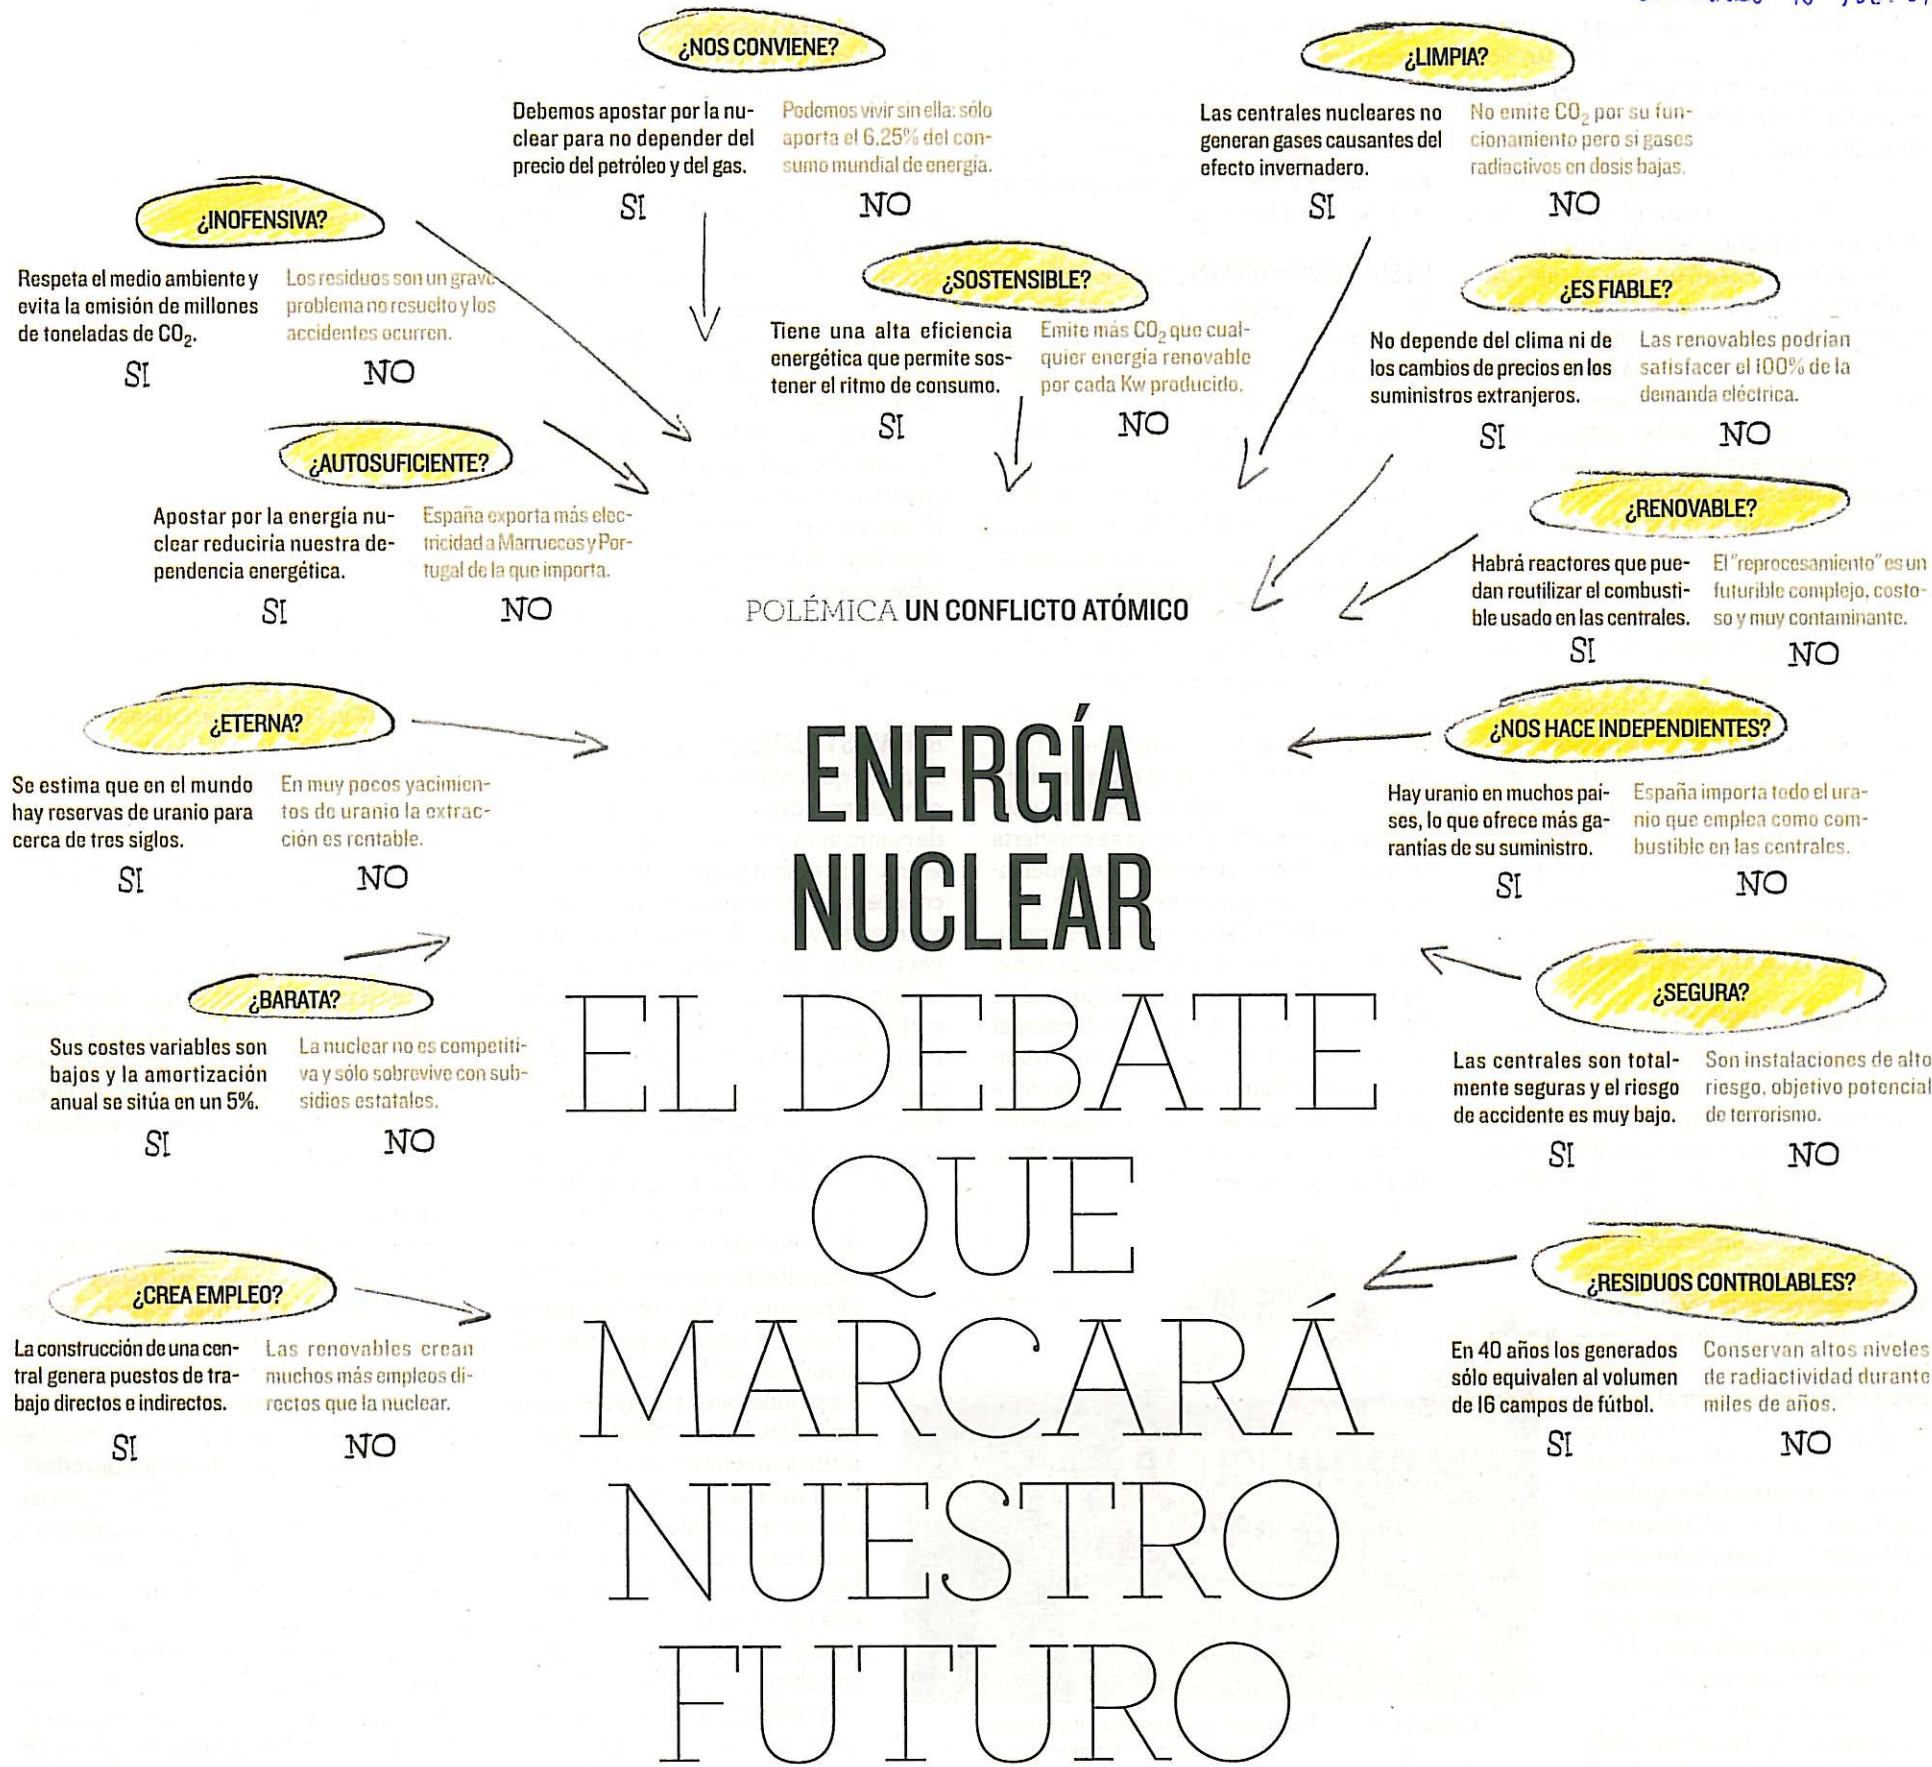 ¿NOS CONVIENE?
Debemos apostar por la nu-
clear para no depender del
precio del petróleo y del gas.
SI
Podemos vivir sin ella: sólo
aporta el 6.25% del con-
sumo mundial de energía.
NO
¿LIMPIA?
Las centrales nucleares no
generan gases causantes del
efecto invernadero.
SI
No emite CO₂ por su fun-
cionamiento pero sí gases
radiactivos en dosis bajas.
NO
¿INOFENSIVA?
Respeta el medio ambiente y
evita la emisión de millones
de toneladas de CO₂.
SI
Los residuos son un grave
problema no resuelto y los
accidentes ocurren.
NO
¿SOSTENSIBLE?
Tiene una alta eficiencia
energética que permite sos-
tener el ritmo de consumo.
SI
Emite más CO₂ que cual-
quier energía renovable
por cada Kw producido.
NO
¿ES FIABLE?
No depende del clima ni de
los cambios de precios en los
suministros extranjeros.
SI
Las renovables podrían
satisfacer el 100% de la
demanda eléctrica.
NO
¿AUTOSUFICIENTE?
Apostar por la energía nu-
clear reduciría nuestra de-
pendencia energética.
SI
España exporta más elec-
tricidad a Marruecos y Por-
tugal de la que importa.
NO
¿RENOVABLE?
Habrá reactores que pue-
dan reutilizar el combusti-
ble usado en las centrales.
SI
El "reprocesamiento" es un
futurible complejo, costo-
so y muy contaminante.
NO
POLÉMICA UN CONFLICTO ATÓMICO
¿ETERNA?
Se estima que en el mundo
hay reservas de uranio para
cerca de tres siglos.
SI
En muy pocos yacimien-
tos de uranio la extrac-
ción es rentable.
NO
¿NOS HACE INDEPENDIENTES?
Hay uranio en muchos paí-
ses, lo que ofrece más ga-
rantías de su suministro.
SI
España importa todo el ura-
nio que emplea como com-
bustible en las centrales.
NO
¿BARATA?
Sus costes variables son
bajos y la amortización
anual se sitúa en un 5%.
SI
La nuclear no es competiti-
va y sólo sobrevive con sub-
sidios estatales.
NO
¿SEGURA?
Las centrales son total-
mente seguras y el riesgo
de accidente es muy bajo.
SI
Son instalaciones de alto
riesgo, objetivo potencial
de terrorismo.
NO
¿CREA EMPLEO?
La construcción de una cen-
tral genera puestos de tra-
bajo directos e indirectos.
SI
Las renovables crean
muchos más empleos di-
rectos que la nuclear.
NO
¿RESIDUOS CONTROLABLES?
En 40 años los generados
sólo equivalen al volumen
de 16 campos de fútbol.
SI
Conservan altos niveles
de radiactividad durante
miles de años.
NO
ENERGÍA
NUCLEAR
EL DEBATE
QUE
MARCARÁ
NUESTRO
FUTURO